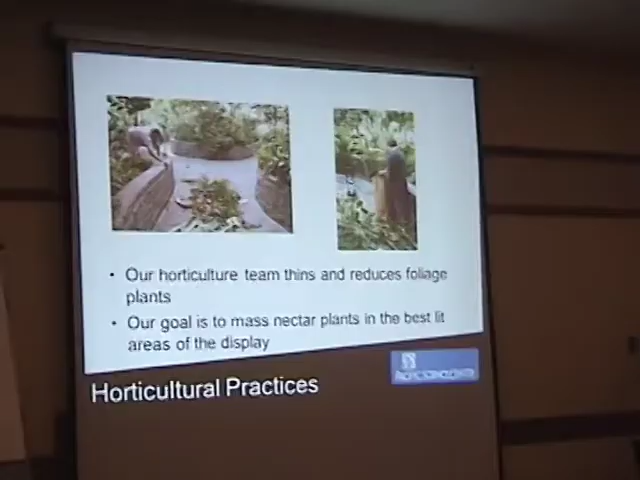 • Our horticulture team thins and reduces foliage
plants
• Our goal is to mass nectar plants in the best lit
areas of the display
Horticultural Practices